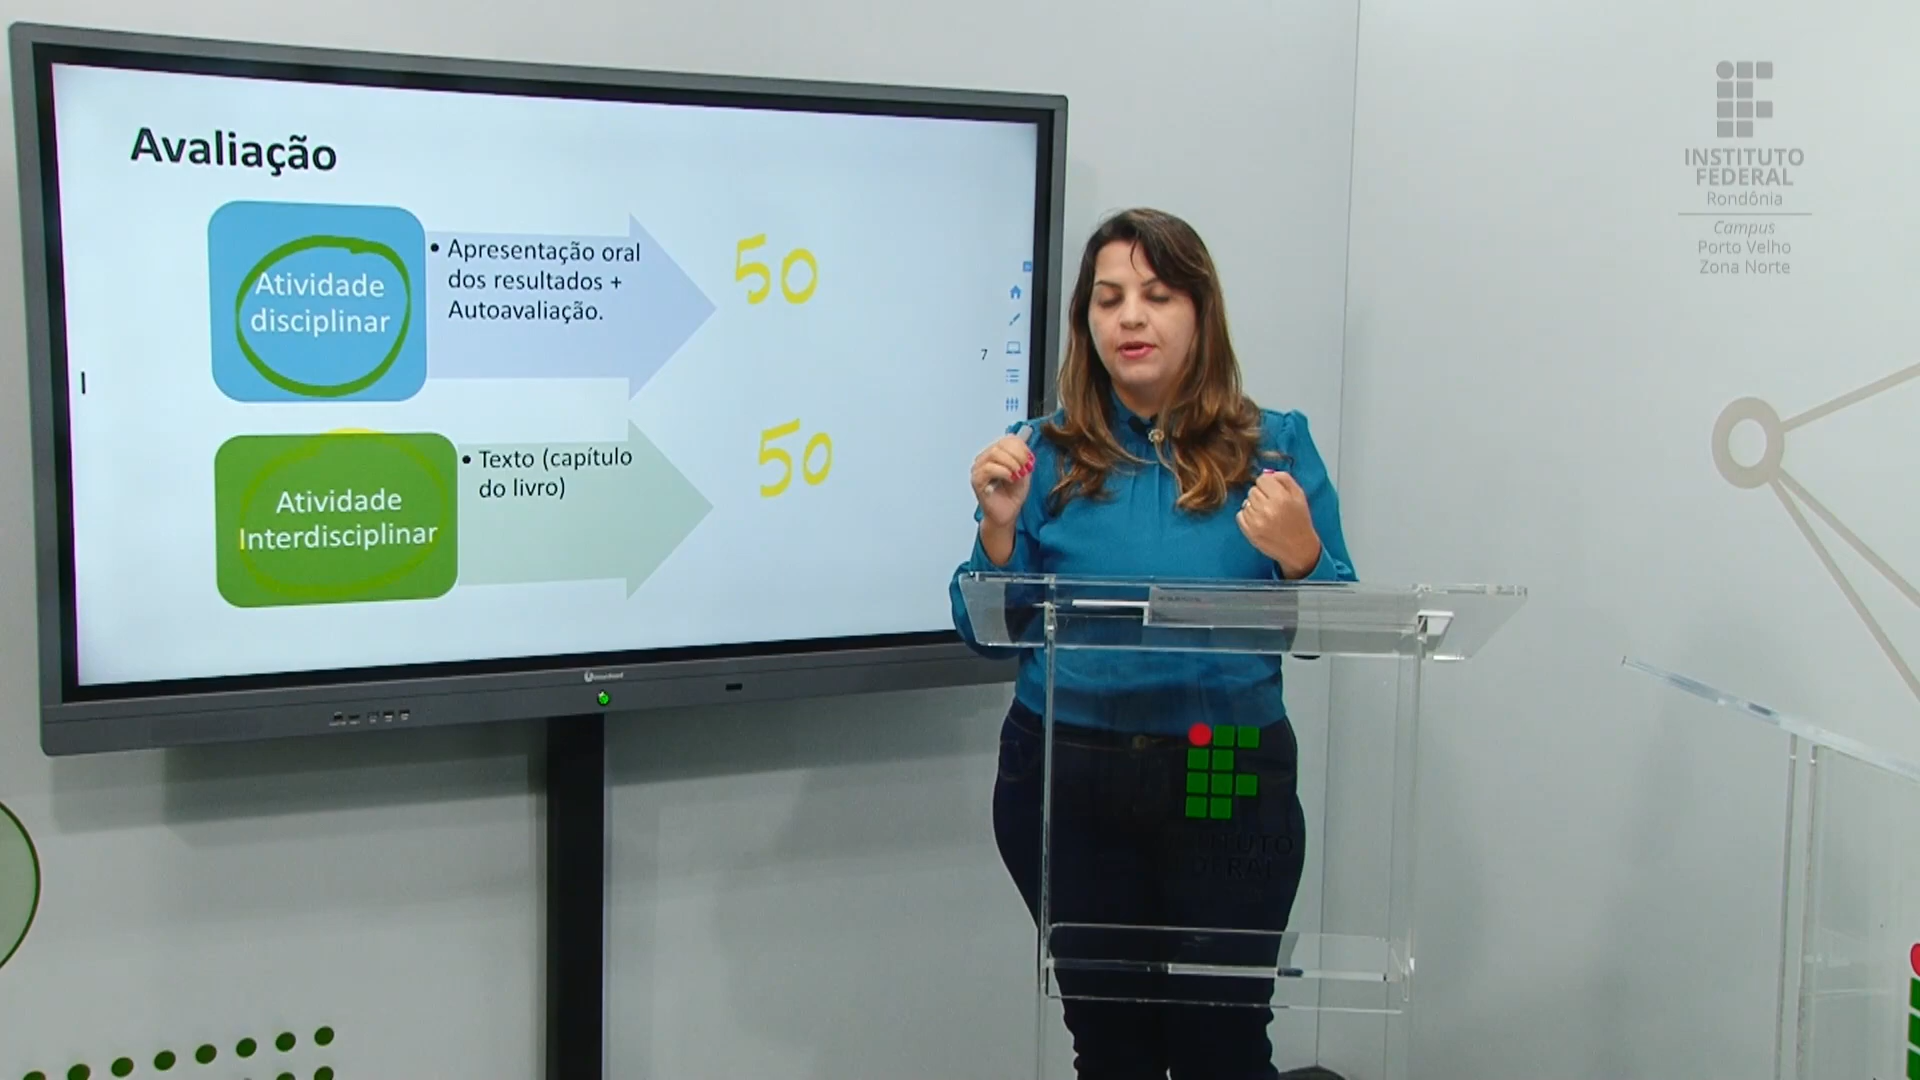 Avaliação
Atividade
disciplinar
• Apresentação oral
dos resultados +
Autoavaliação.
50
7
Atividade
Interdisciplinar
• Texto (capítulo
do livro)
50
INSTITUTO
FEDERAL
Rondônia
Campus
Porto Velho
Zona Norte